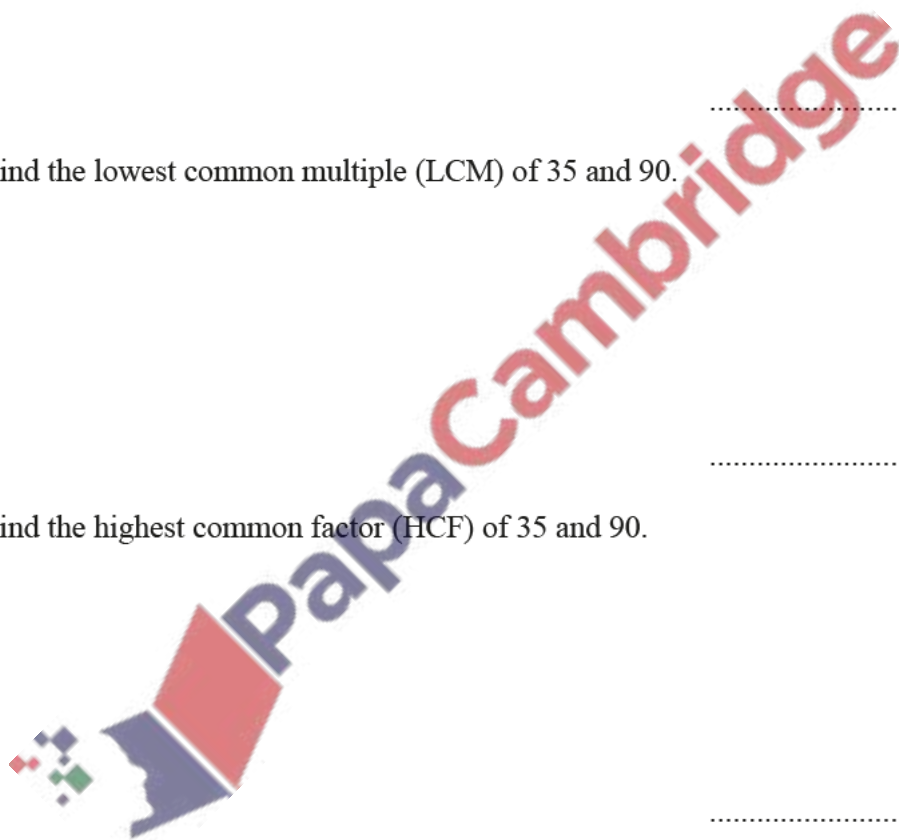 ........................
ind the lowest common multiple (LCM) of 35 and 90.
........................
ind the highest common factor (HCF) of 35 and 90.
........................
PapaCambridge